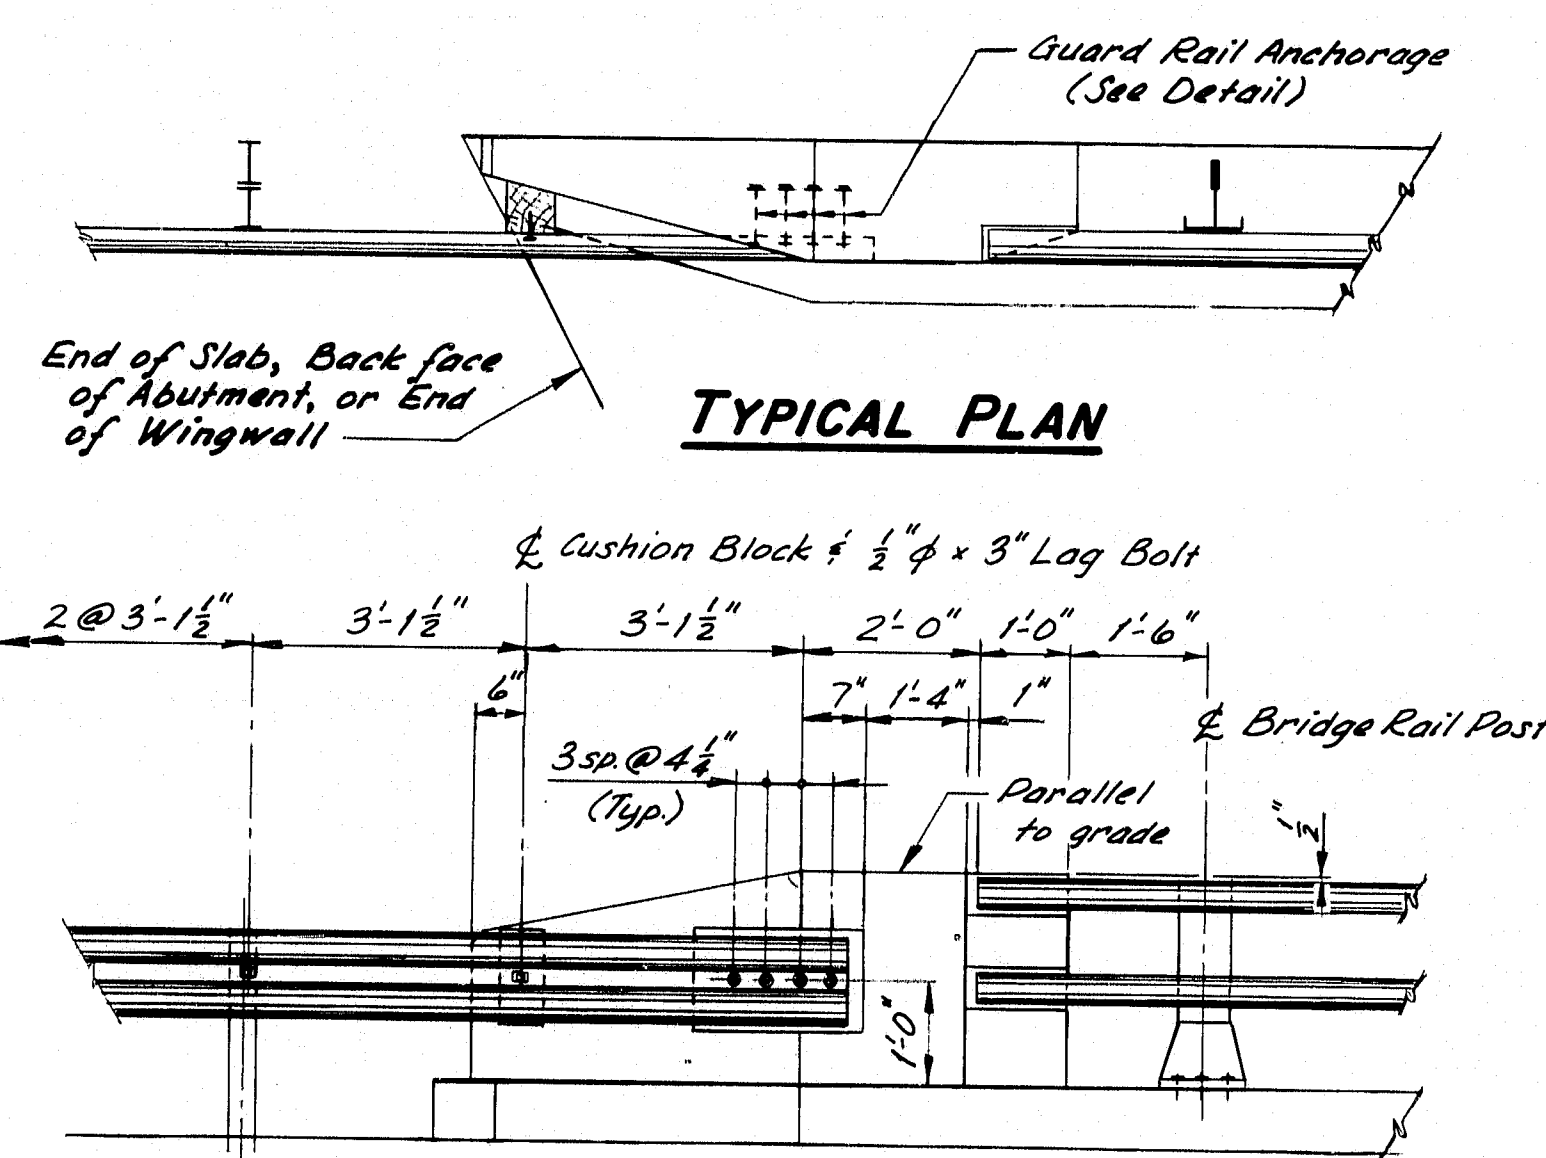 Guard Rail Anchorage
(See Detail)
End of Slab, Back face
of Abutment, or End
of Wingwall
TYPICAL PLAN
℄ Cushion Block & 1/2"φ x 3" Lag Bolt
2 @ 3'-1 1/2" 3'-1 1/2" 3'-1 1/2" 2'-0" 1'-0" 1'-6"
6" 7" 1'-4" 1"
℄ Bridge Rail Post
3 sp. @ 4 1/4"
(Typ.)
Parallel
to grade
1/2"
1'-0"